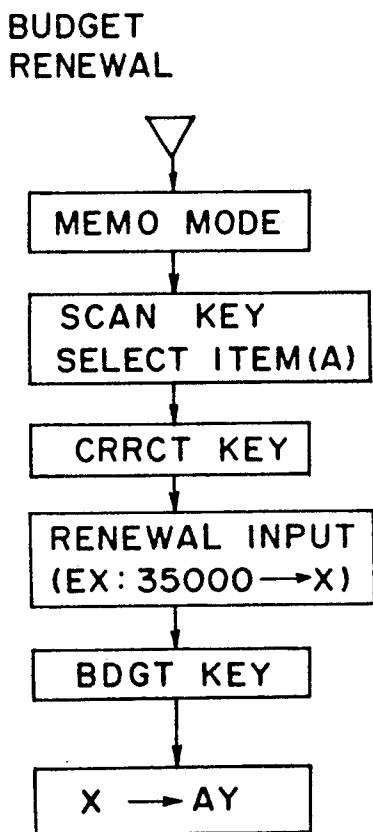 BUDGET
RENEWAL
MEMO MODE
SCAN KEY
SELECT ITEM(A)
CRRCT KEY
RENEWAL INPUT
(EX: 35000→X)
BDGT KEY
X → AY